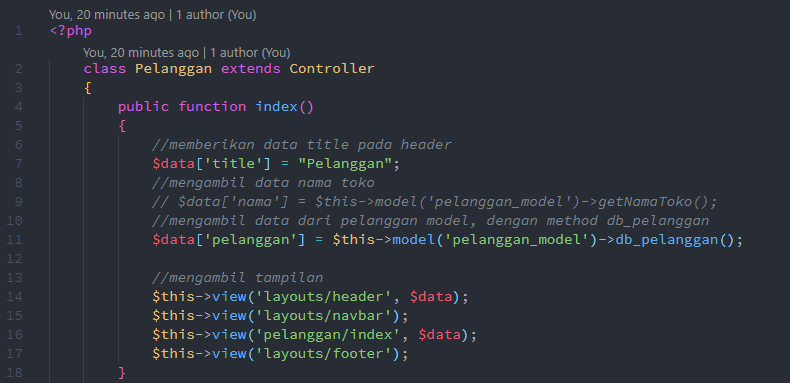 You, 20 minutes ago | 1 author (You)
1 <?php
You, 20 minutes ago | 1 author (You)
2 class Pelanggan extends Controller
3 {
4 public function index()
5 {
6 //memberikan data title pada header
7 $data['title'] = "Pelanggan";
8 //mengambil data nama toko
9 // $data['nama'] = $this->model('pelanggan_model')->getNamaToko();
10 //mengambil data dari pelanggan model, dengan method db_pelanggan
11 $data['pelanggan'] = $this->model('pelanggan_model')->db_pelanggan();
12
13 //mengambil tampilan
14 $this->view('layouts/header', $data);
15 $this->view('layouts/navbar');
16 $this->view('pelanggan/index', $data);
17 $this->view('layouts/footer');
18 }